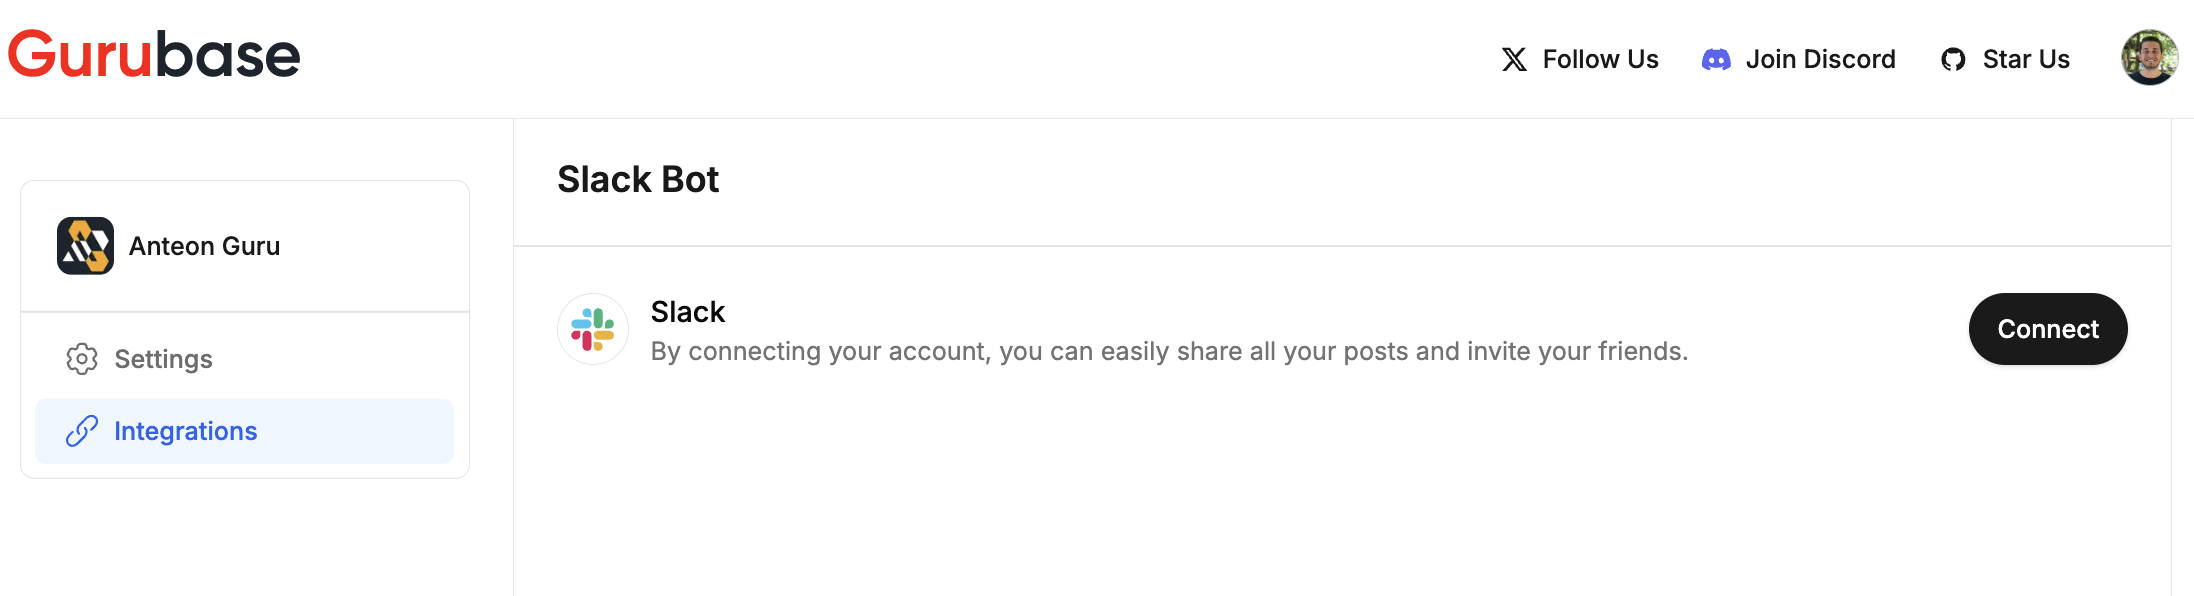 Gurubase
Follow Us
Join Discord
Star Us
Anteon Guru
Settings
Integrations
Slack Bot
Slack
By connecting your account, you can easily share all your posts and invite your friends.
Connect